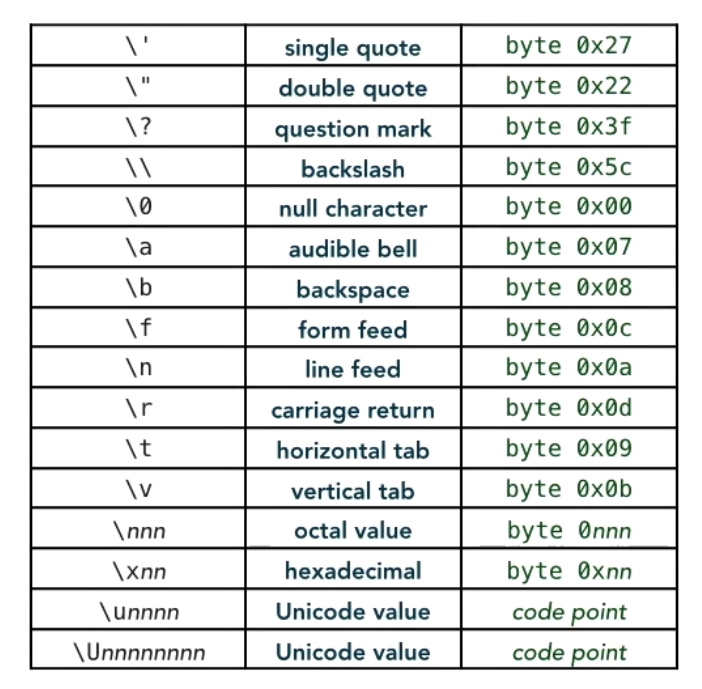 \' single quote byte 0x27
\" double quote byte 0x22
\? question mark byte 0x3f
\\ backslash byte 0x5c
\0 null character byte 0x00
\a audible bell byte 0x07
\b backspace byte 0x08
\f form feed byte 0x0c
\n line feed byte 0x0a
\r carriage return byte 0x0d
\t horizontal tab byte 0x09
\v vertical tab byte 0x0b
\nnn octal value byte 0nnn
\xnn hexadecimal byte 0xnn
\unnnn Unicode value code point
\Unnnnnnnn Unicode value code point